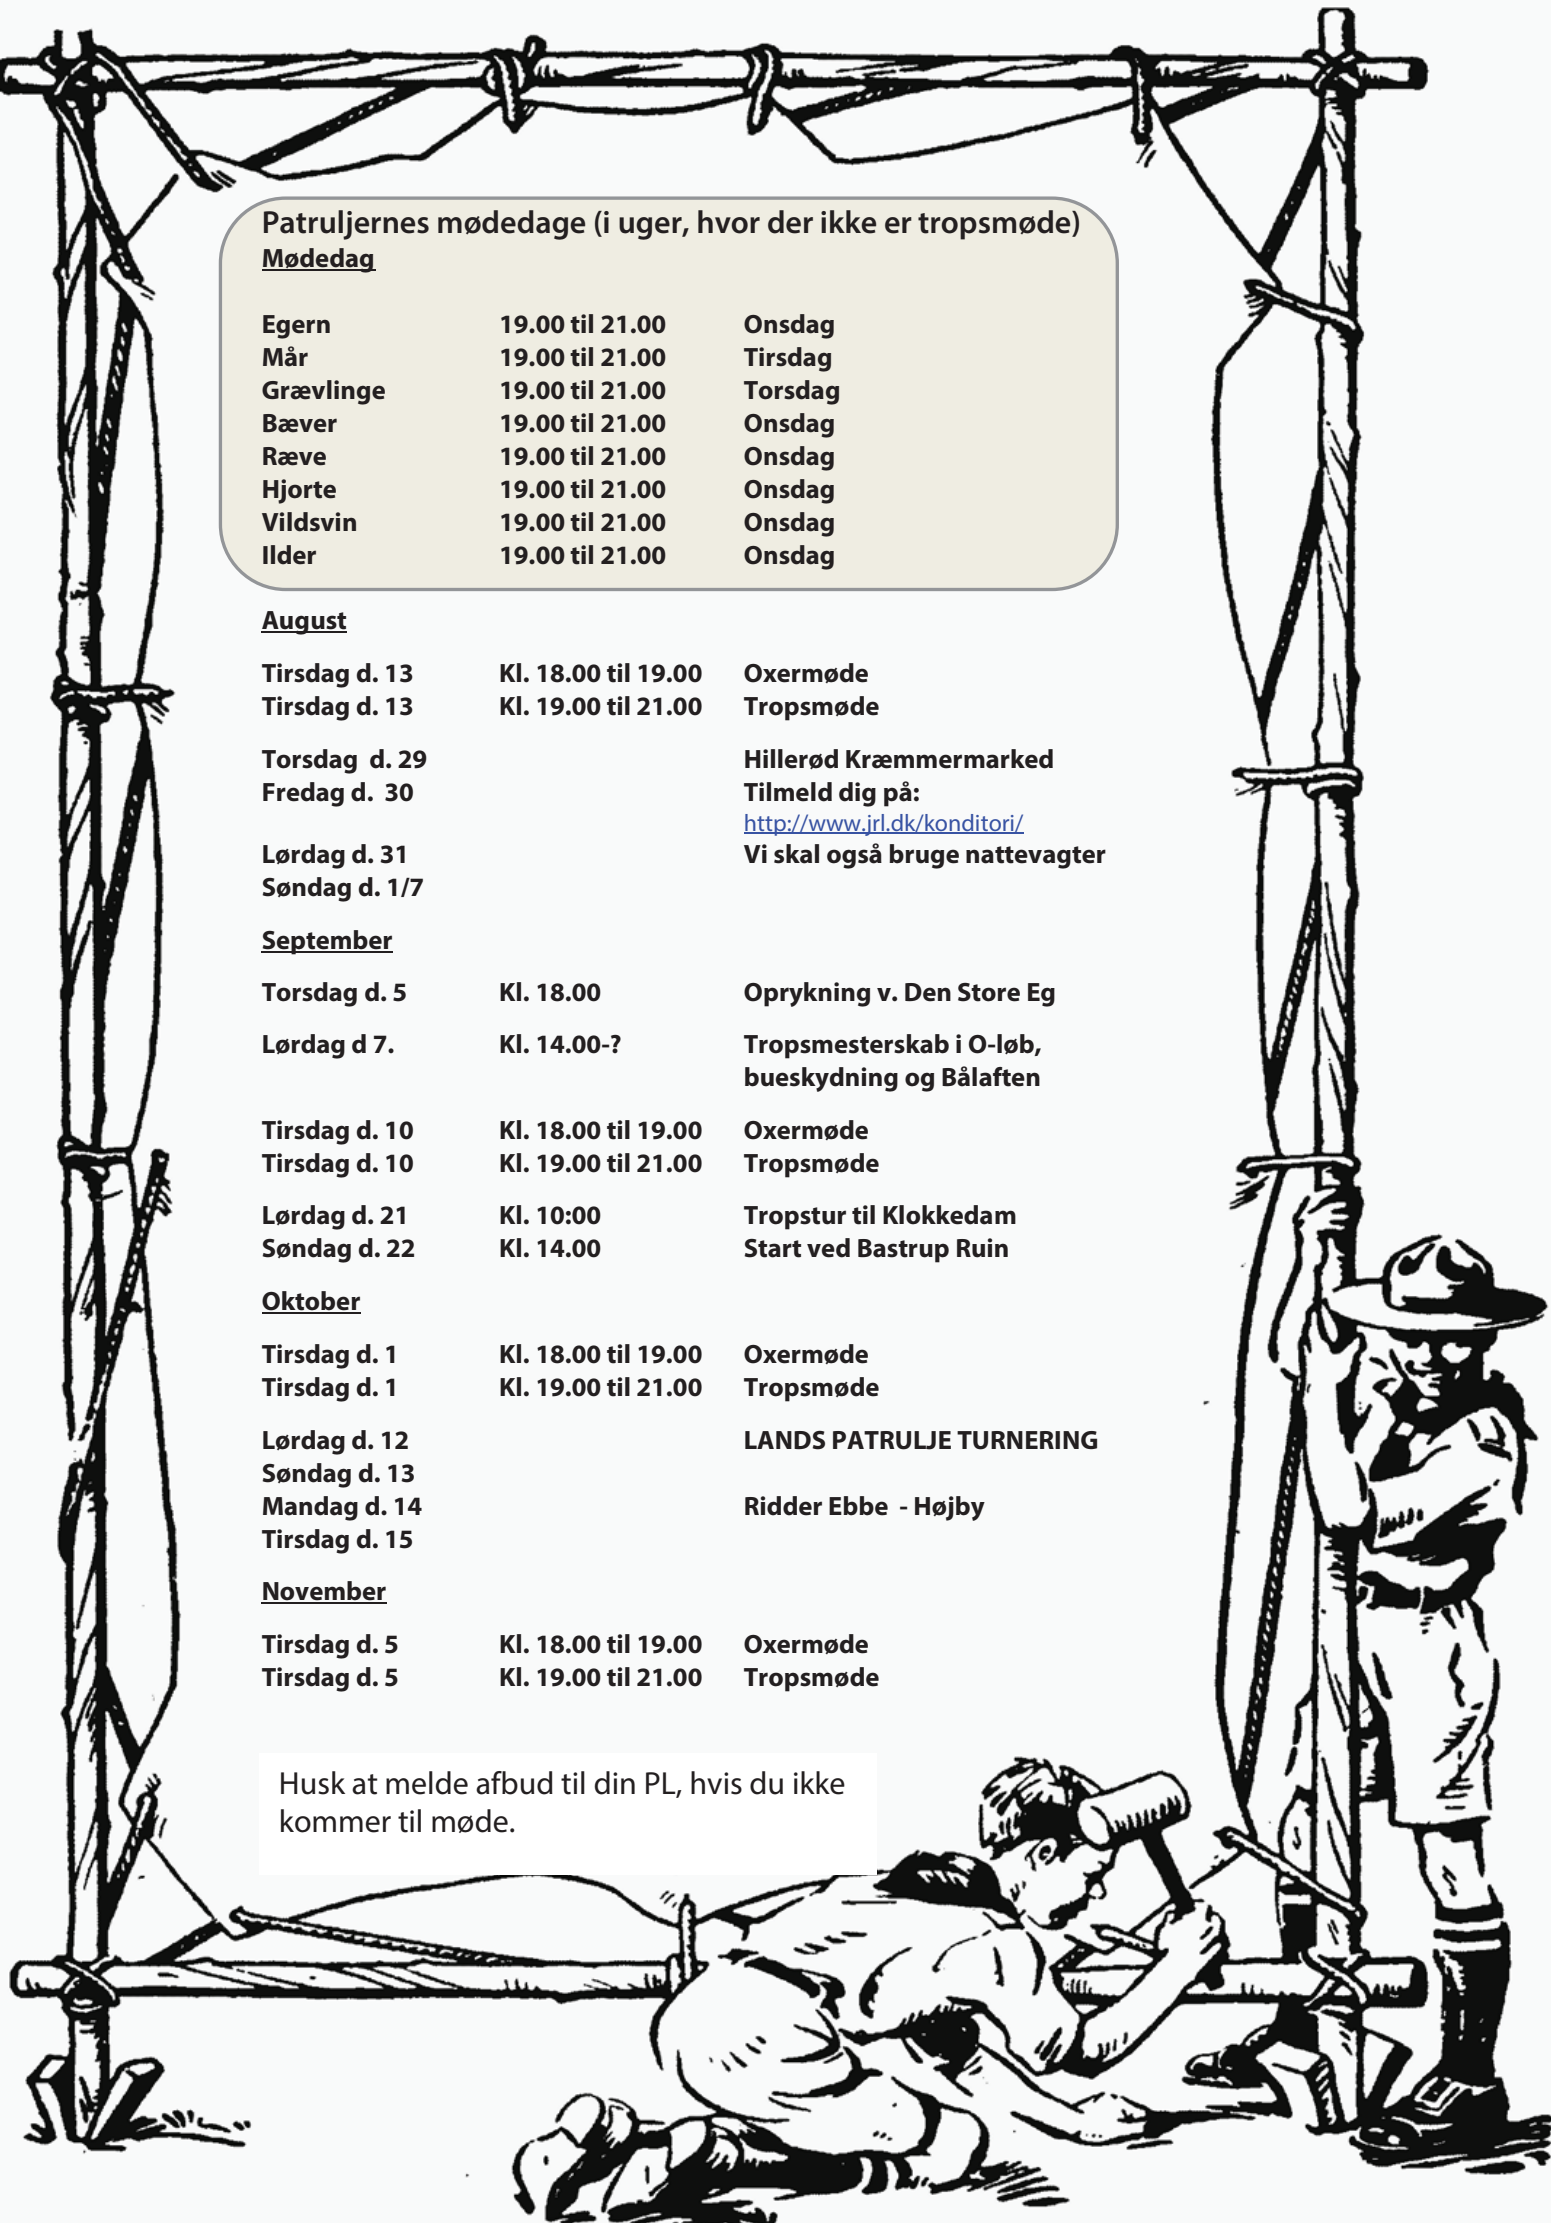 Patruljernes mødedage (i uger, hvor der ikke er tropsmøde)
Mødedag
Egern 19.00 til 21.00 Onsdag
Mår 19.00 til 21.00 Tirsdag
Grævlinge 19.00 til 21.00 Torsdag
Bæver 19.00 til 21.00 Onsdag
Ræve 19.00 til 21.00 Onsdag
Hjorte 19.00 til 21.00 Onsdag
Vildsvin 19.00 til 21.00 Onsdag
Ilder 19.00 til 21.00 Onsdag
August
Tirsdag d. 13 Kl. 18.00 til 19.00 Oxermøde
Tirsdag d. 13 Kl. 19.00 til 21.00 Tropsmøde
Torsdag  d. 29 Hillerød Kræmmermarked
Fredag d.  30 Tilmeld dig på:
http://www.jrl.dk/konditori/
Lørdag d. 31 Vi skal også bruge nattevagter
Søndag d. 1/7
September
Torsdag d. 5 Kl. 18.00 Oprykning v. Den Store Eg
Lørdag d 7. Kl. 14.00-? Tropsmesterskab i O-løb,
bueskydning og Bålaften
Tirsdag d. 10 Kl. 18.00 til 19.00 Oxermøde
Tirsdag d. 10 Kl. 19.00 til 21.00 Tropsmøde
Lørdag d. 21 Kl. 10:00 Tropstur til Klokkedam
Søndag d. 22 Kl. 14.00 Start ved Bastrup Ruin
Oktober
Tirsdag d. 1 Kl. 18.00 til 19.00 Oxermøde
Tirsdag d. 1 Kl. 19.00 til 21.00 Tropsmøde
Lørdag d. 12 LANDS PATRULJE TURNERING
Søndag d. 13
Mandag d. 14 Ridder Ebbe  - Højby
Tirsdag d. 15
November
Tirsdag d. 5 Kl. 18.00 til 19.00 Oxermøde
Tirsdag d. 5 Kl. 19.00 til 21.00 Tropsmøde
Husk at melde afbud til din PL, hvis du ikke
kommer til møde.